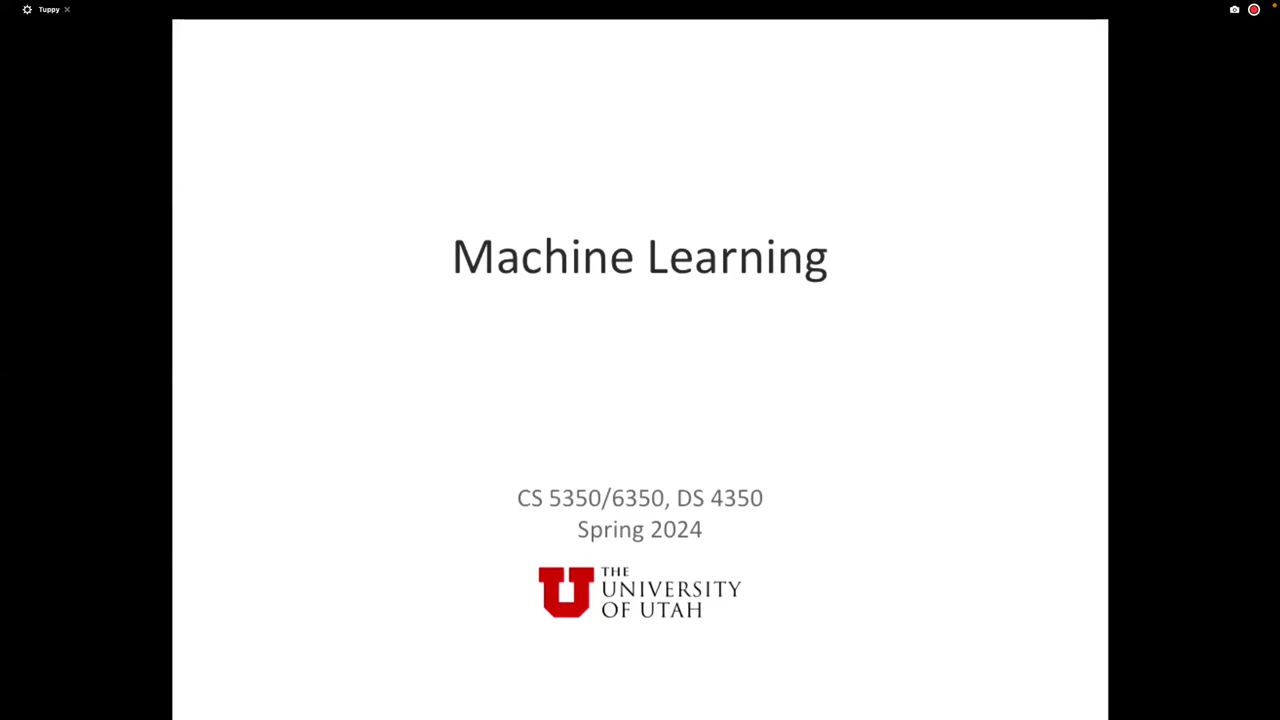 Tuppy
Machine Learning
CS 5350/6350, DS 4350
Spring 2024
THE
UNIVERSITY
OF UTAH